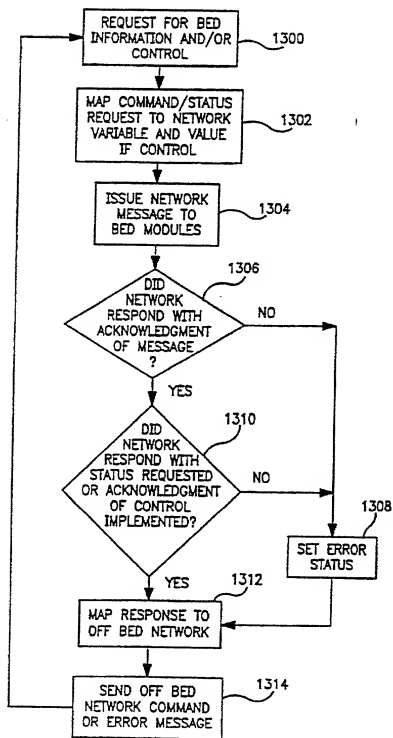 REQUEST FOR BED
INFORMATION AND/OR
CONTROL
1300
MAP COMMAND/STATUS
REQUEST TO NETWORK
VARIABLE AND VALUE
IF CONTROL
1302
ISSUE NETWORK
MESSAGE TO
BED MODULES
1304
1306
DID
NETWORK
RESPOND WITH
ACKNOWLEDGMENT
OF MESSAGE
?
NO
YES
1310
DID
NETWORK
RESPOND WITH
STATUS REQUESTED
OR ACKNOWLEDGMENT
OF CONTROL
IMPLEMENTED?
NO
1308
SET ERROR
STATUS
YES
1312
MAP RESPONSE TO
OFF BED NETWORK
SEND OFF BED
NETWORK COMMAND
OR ERROR MESSAGE
1314